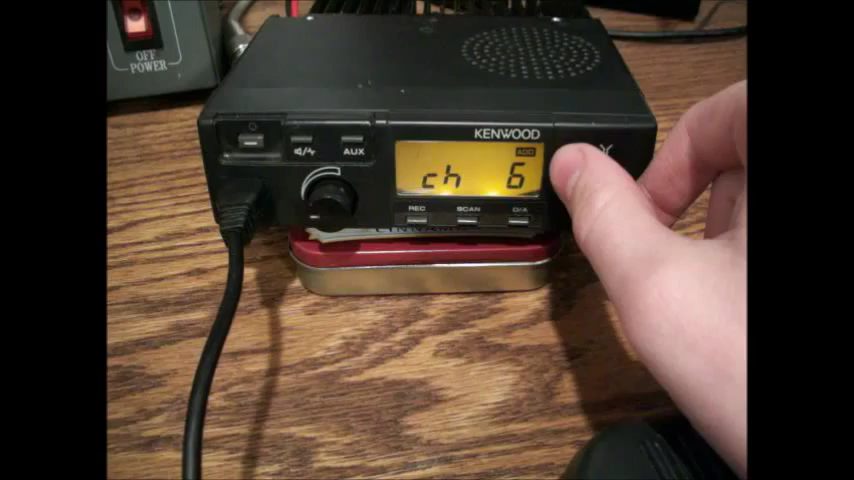 OFF
POWER
KENWOOD
AUX
ADD
ch 6
REC SCAN D/A